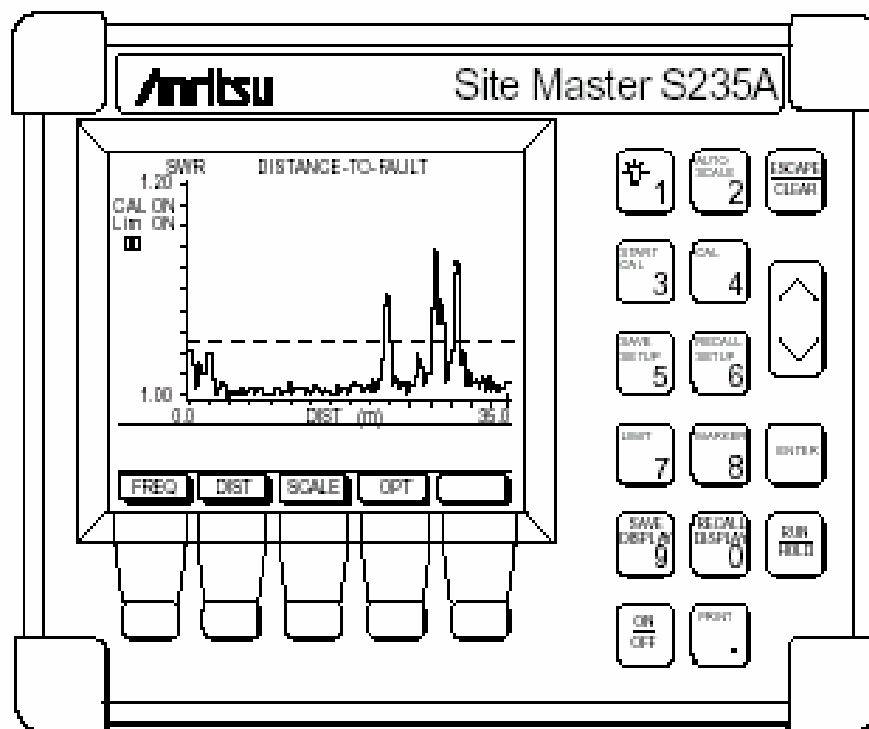 Anritsu
Site Master S235A
SWR DISTANCE-TO-FAULT
1.20
CAL ON
Lim ON
1.00
0.0 DIST (m) 35.0
FREQ DIST SCALE OPT
1
AUTO SCALE 2
ESCAPE CLEAR
START CAL 3
CAL 4
SAVE SETUP 5
RECALL SETUP 6
LIMIT 7
MARKER 8
ENTER
SAVE DISPLAY 9
RECALL DISPLAY 0
RUN HOLD
ON OFF
PRINT .